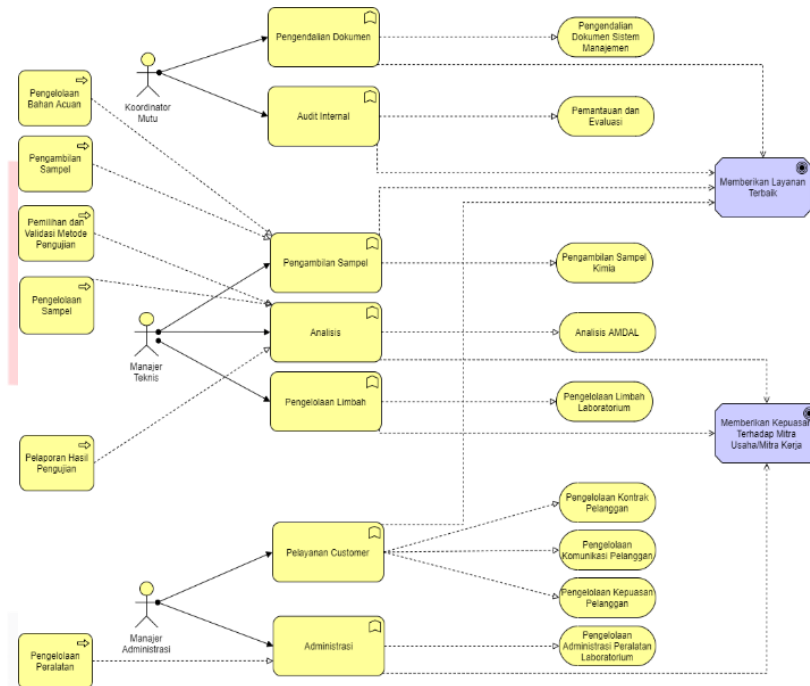 Pengendalian Dokumen
Pengendalian
Dokumen Sistem
Manajemen
Koordinator
Mutu
Pengelolaan
Bahan Acuan
Audit Internal
Pemantauan dan
Evaluasi
Pengambilan
Sampel
Memberikan Layanan
Terbaik
Pemilihan dan
Validasi Metode
Pengujian
Pengambilan Sampel
Pengambilan Sampel
Kimia
Pengelolaan
Sampel
Analisis
Analisis AMDAL
Manajer
Teknis
Pengelolaan Limbah
Pengelolaan Limbah
Laboratorium
Memberikan Kepuasan
Terhadap Mitra
Usaha/Mitra Kerja
Pelaporan Hasil
Pengujian
Pengelolaan Kontrak
Pelanggan
Pelayanan Customer
Pengelolaan
Komunikasi Pelanggan
Pengelolaan Kepuasan
Pelanggan
Manajer
Administrasi
Pengelolaan
Peralatan
Administrasi
Pengelolaan
Administrasi Peralatan
Laboratorium